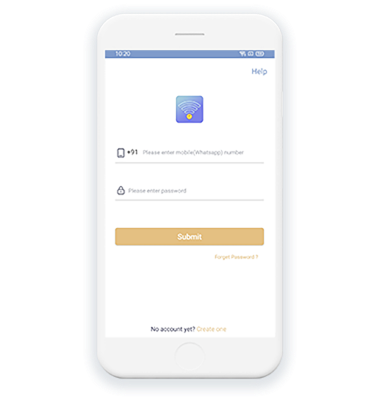 10:20
Help
+91 Please enter mobile(Whatsapp) number
Please enter password
Submit
Forget Password ?
No account yet? Create one